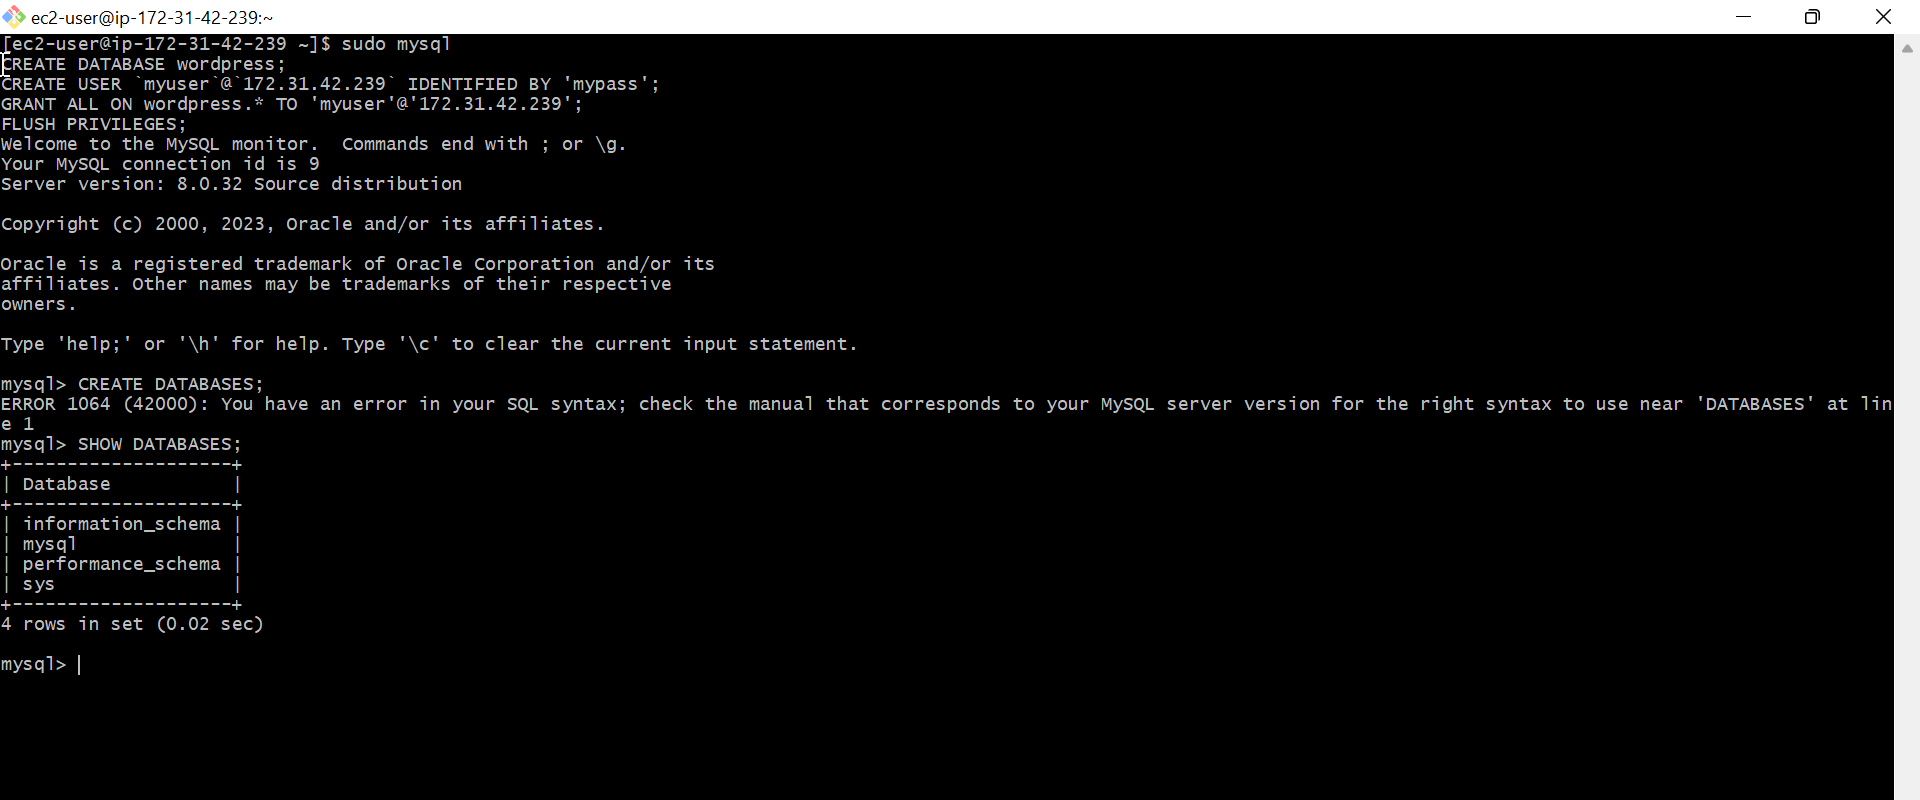 ec2-user@ip-172-31-42-239:~
[ec2-user@ip-172-31-42-239 ~]$ sudo mysql
CREATE DATABASE wordpress;
CREATE USER `myuser`@`172.31.42.239` IDENTIFIED BY 'mypass';
GRANT ALL ON wordpress.* TO 'myuser'@'172.31.42.239';
FLUSH PRIVILEGES;
Welcome to the MySQL monitor.  Commands end with ; or \g.
Your MySQL connection id is 9
Server version: 8.0.32 Source distribution
Copyright (c) 2000, 2023, Oracle and/or its affiliates.
Oracle is a registered trademark of Oracle Corporation and/or its
affiliates. Other names may be trademarks of their respective
owners.
Type 'help;' or '\h' for help. Type '\c' to clear the current input statement.
mysql> CREATE DATABASES;
ERROR 1064 (42000): You have an error in your SQL syntax; check the manual that corresponds to your MySQL server version for the right syntax to use near 'DATABASES' at lin
e 1
mysql> SHOW DATABASES;
+--------------------+
| Database           |
+--------------------+
| information_schema |
| mysql              |
| performance_schema |
| sys                |
+--------------------+
4 rows in set (0.02 sec)
mysql>